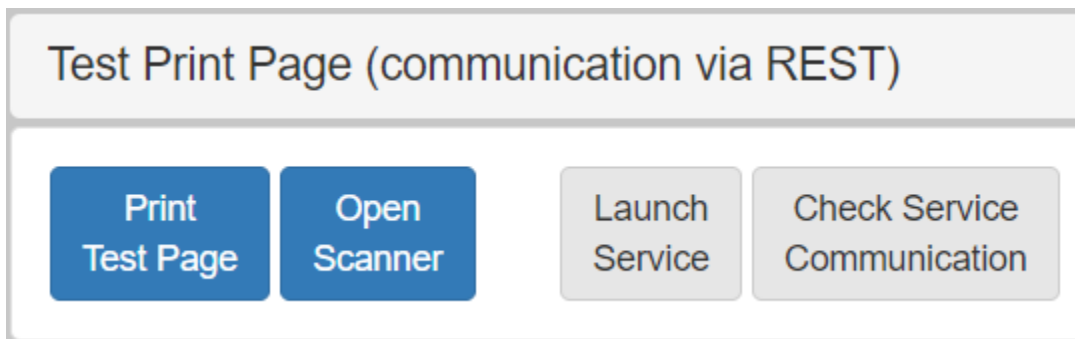 Test Print Page (communication via REST)
Print
Test Page
Open
Scanner
Launch
Service
Check Service
Communication